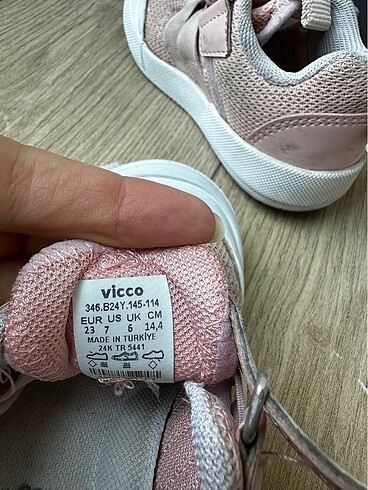 vicco
346.B24Y.145-114
EUR US UK CM
23 7 6 14,4
MADE IN TÜRKİYE
24K TR 5441